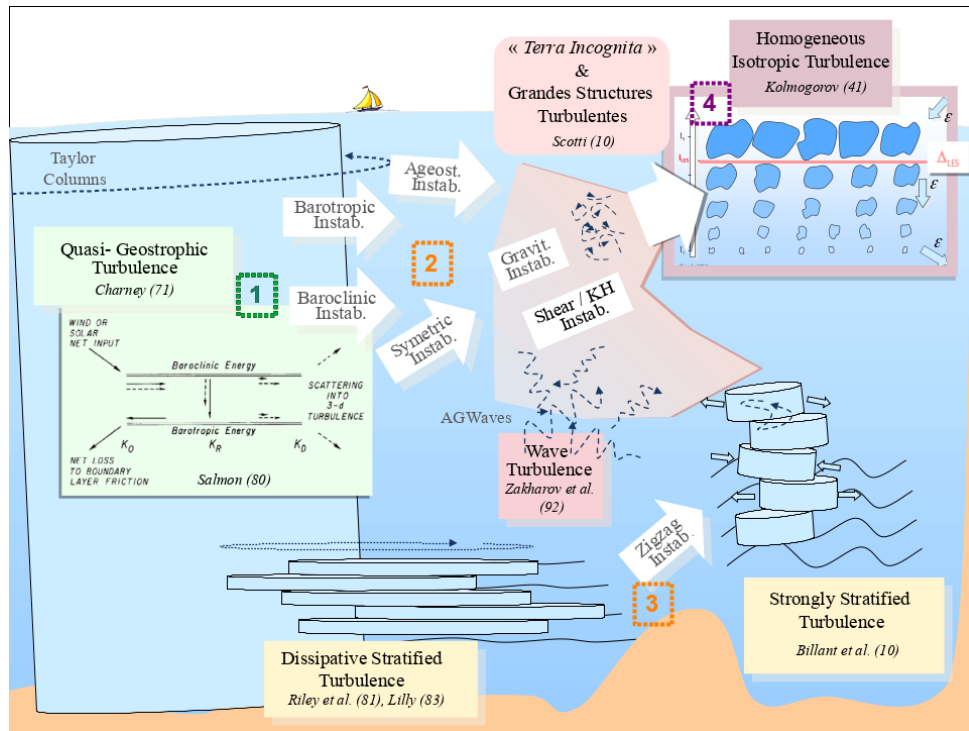 « Terra Incognita »
&
Grandes Structures
Turbulentes
Scotti (10)
Homogeneous
Isotropic Turbulence
Kolmogorov (41)
4
ε
Δ LES
ε
ε
Taylor
Columns
Ageost.
Instab.
Barotropic
Instab.
Quasi- Geostrophic
Turbulence
Charney (71)
1
2
Baroclinic
Instab.
Symetric
Instab.
Gravit.
Instab.
Shear / KH
Instab.
WIND OR
SOLAR
NET INPUT
Baroclinic Energy
SCATTERING
INTO
3-d
TURBULENCE
Barotropic Energy
K_O K_R K_D
NET LOSS
TO BOUNDARY
LAYER FRICTION
Salmon (80)
AGWaves
Wave
Turbulence
Zakharov et al.
(92)
Zigzag
Instab.
3
Dissipative Stratified
Turbulence
Riley et al. (81), Lilly (83)
Strongly Stratified
Turbulence
Billant et al. (10)